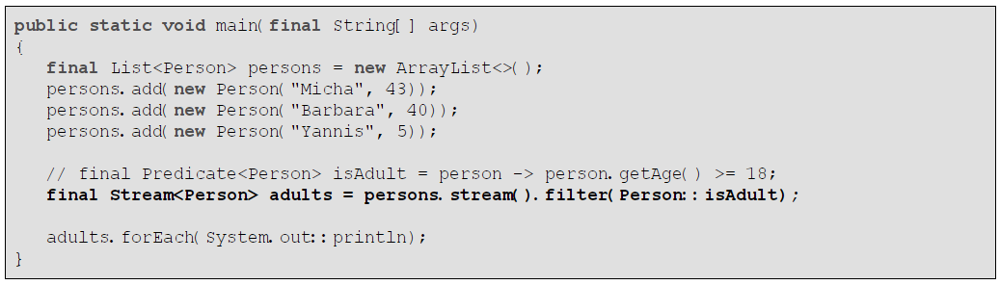 public static void main(final String[] args)
{
    final List<Person> persons = new ArrayList<>();
    persons.add(new Person("Micha", 43));
    persons.add(new Person("Barbara", 40));
    persons.add(new Person("Yannis", 5));

    // final Predicate<Person> isAdult = person -> person.getAge() >= 18;
    final Stream<Person> adults = persons.stream().filter(Person::isAdult);

    adults.forEach(System.out::println);
}